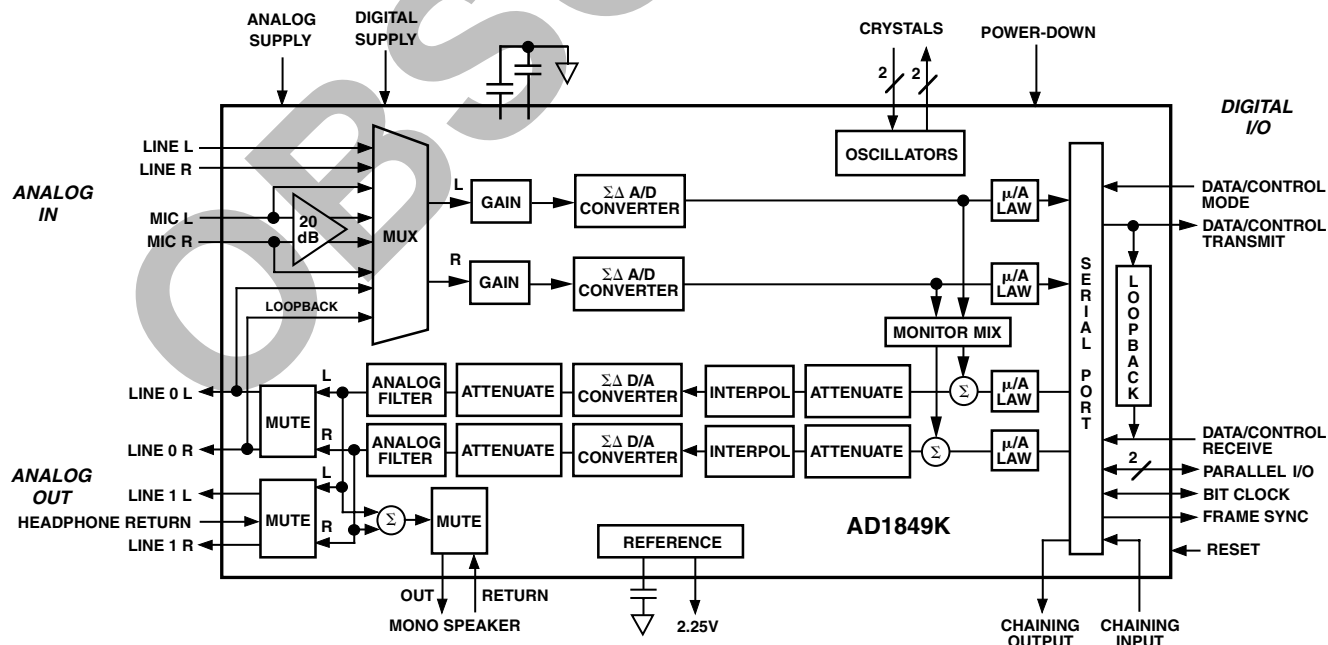 ANALOG
SUPPLY
DIGITAL
SUPPLY
CRYSTALS
POWER-DOWN
2
2
DIGITAL
I/O
OSCILLATORS
ANALOG
IN
LINE L
LINE R
MIC L
MIC R
20
dB
MUX
L
GAIN
ΣΔ A/D
CONVERTER
μ/A
LAW
R
GAIN
ΣΔ A/D
CONVERTER
μ/A
LAW
LOOPBACK
MONITOR MIX
SERIAL PORT
DATA/CONTROL
MODE
DATA/CONTROL
TRANSMIT
LOOPBACK
LINE 0 L
LINE 0 R
MUTE
L
R
ANALOG
FILTER
ATTENUATE
ΣΔ D/A
CONVERTER
INTERPOL
ATTENUATE
Σ
μ/A
LAW
ANALOG
FILTER
ATTENUATE
ΣΔ D/A
CONVERTER
INTERPOL
ATTENUATE
Σ
μ/A
LAW
DATA/CONTROL
RECEIVE
2
PARALLEL I/O
BIT CLOCK
FRAME SYNC
RESET
ANALOG
OUT
LINE 1 L
HEADPHONE RETURN
LINE 1 R
MUTE
L
R
Σ
MUTE
REFERENCE
AD1849K
OUT
RETURN
MONO SPEAKER
2.25V
CHAINING
OUTPUT
CHAINING
INPUT
OBS